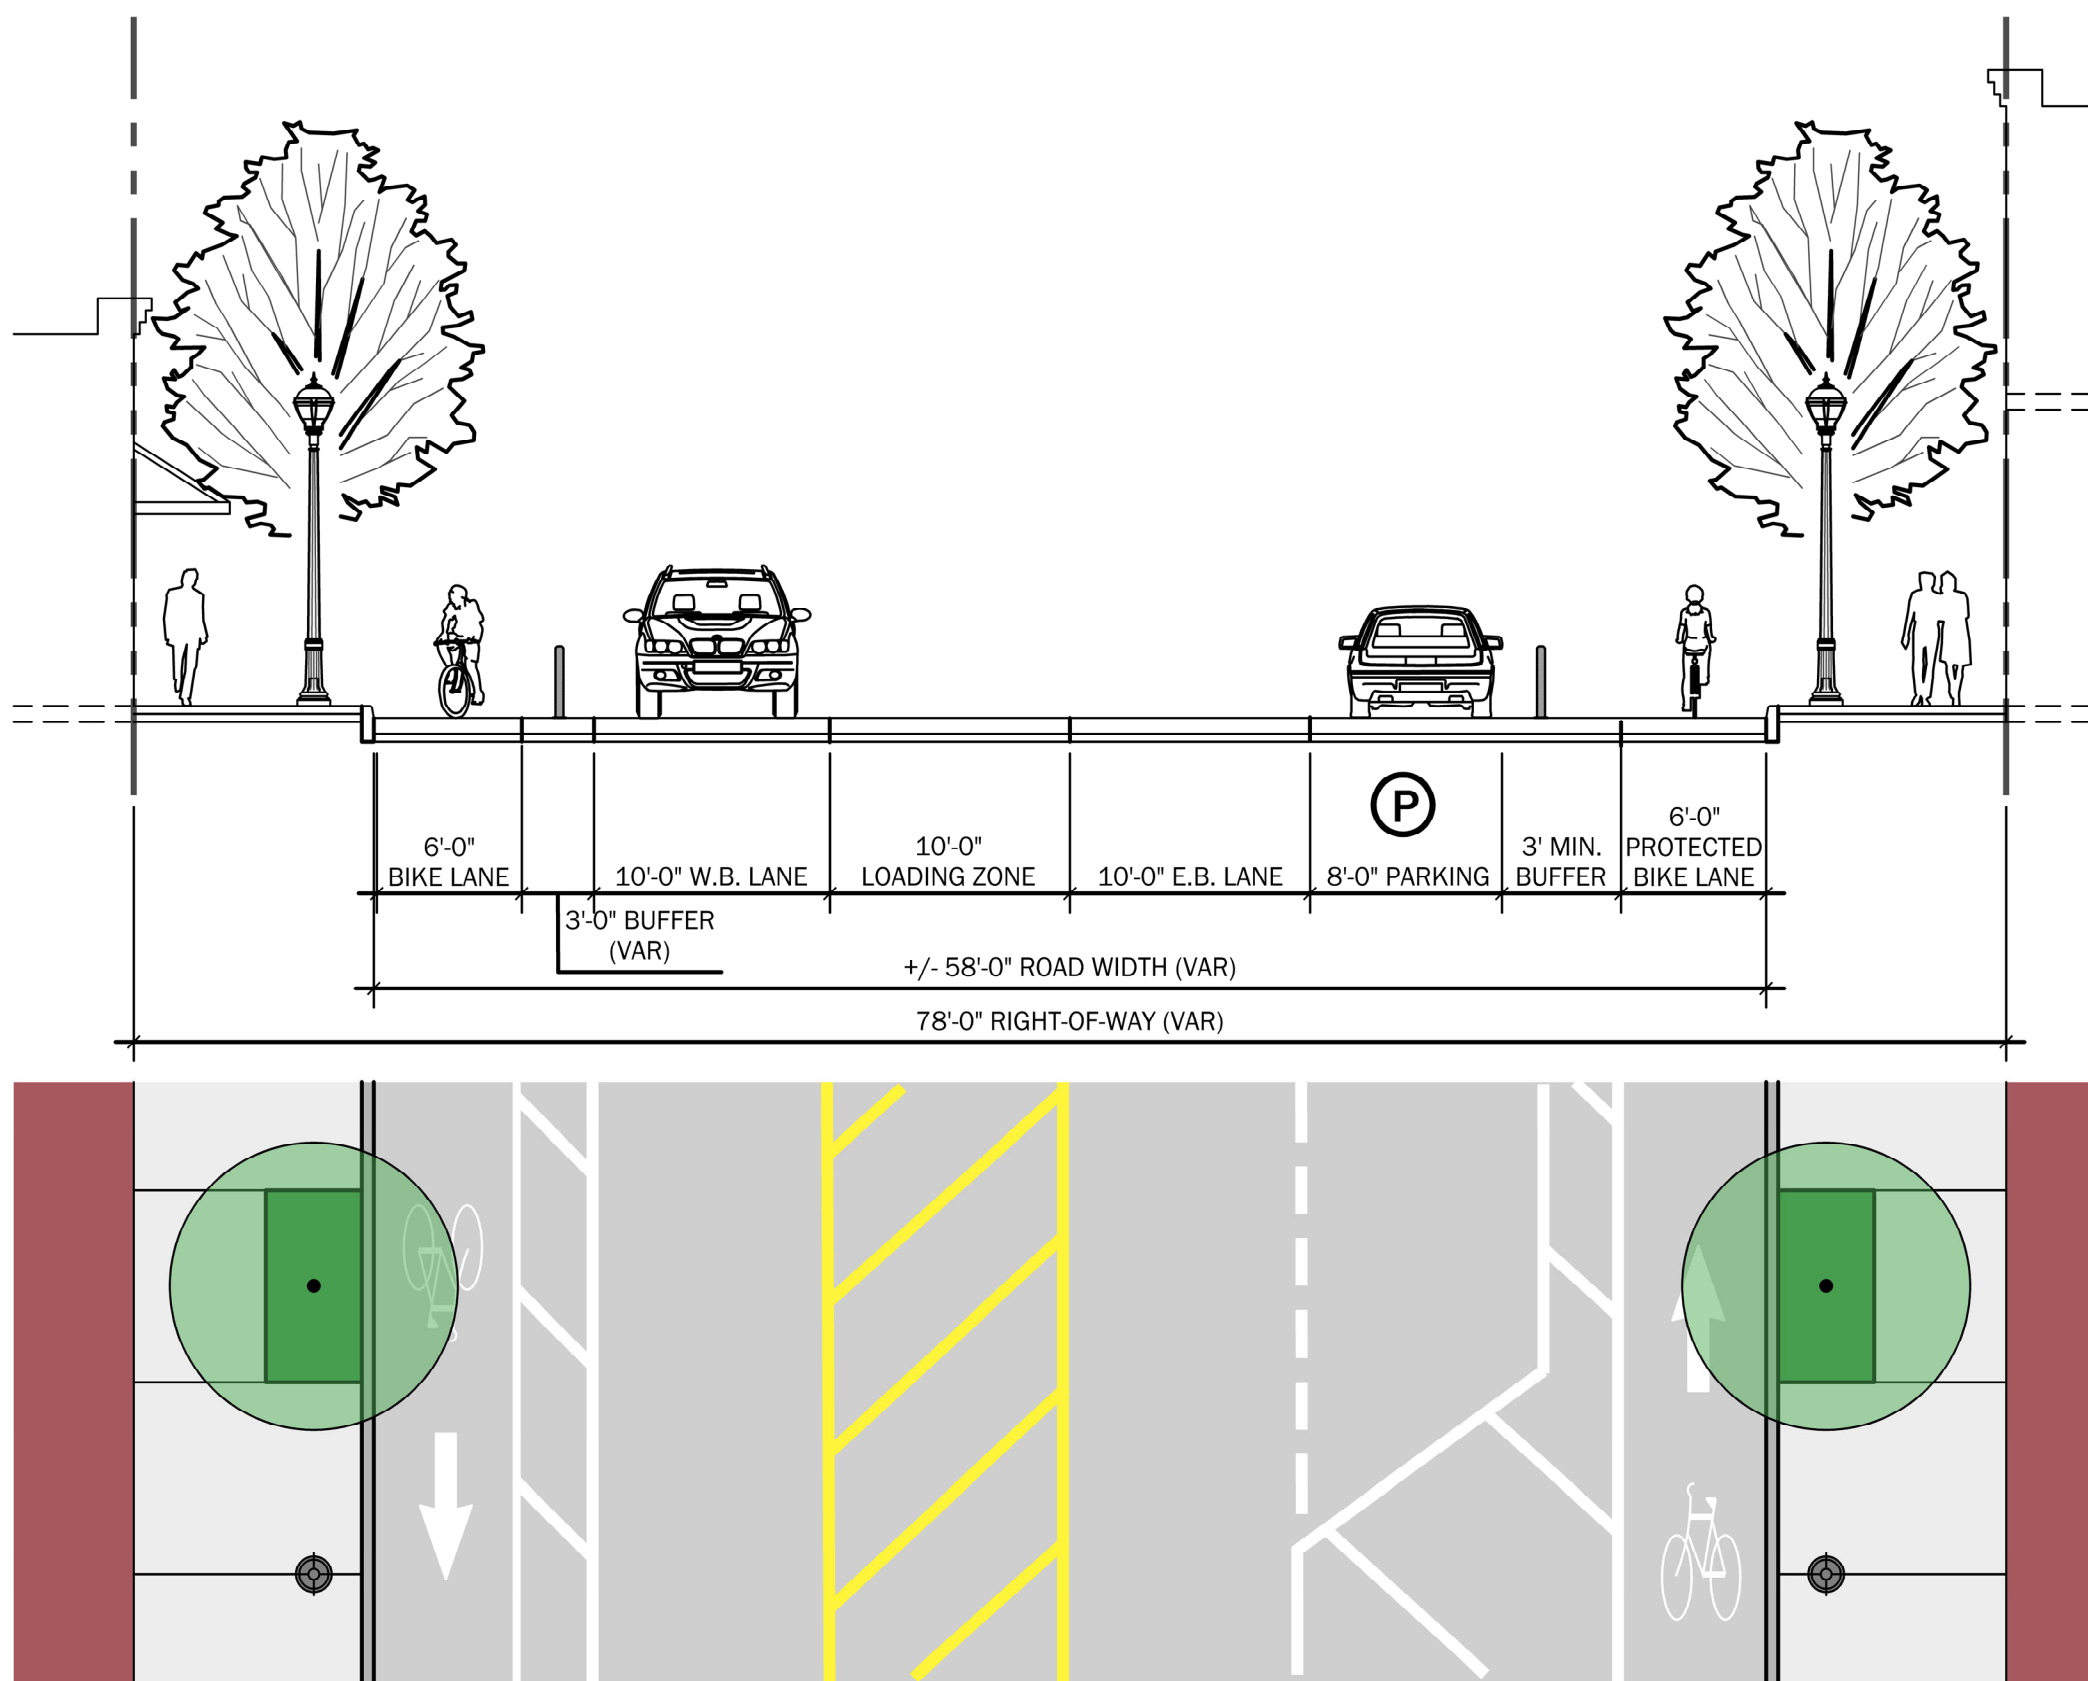 P
6'-0"
BIKE LANE
10'-0" W.B. LANE
10'-0"
LOADING ZONE
10'-0" E.B. LANE
8'-0" PARKING
3' MIN.
BUFFER
6'-0"
PROTECTED
BIKE LANE
3'-0" BUFFER
(VAR)
+/- 58'-0" ROAD WIDTH (VAR)
78'-0" RIGHT-OF-WAY (VAR)